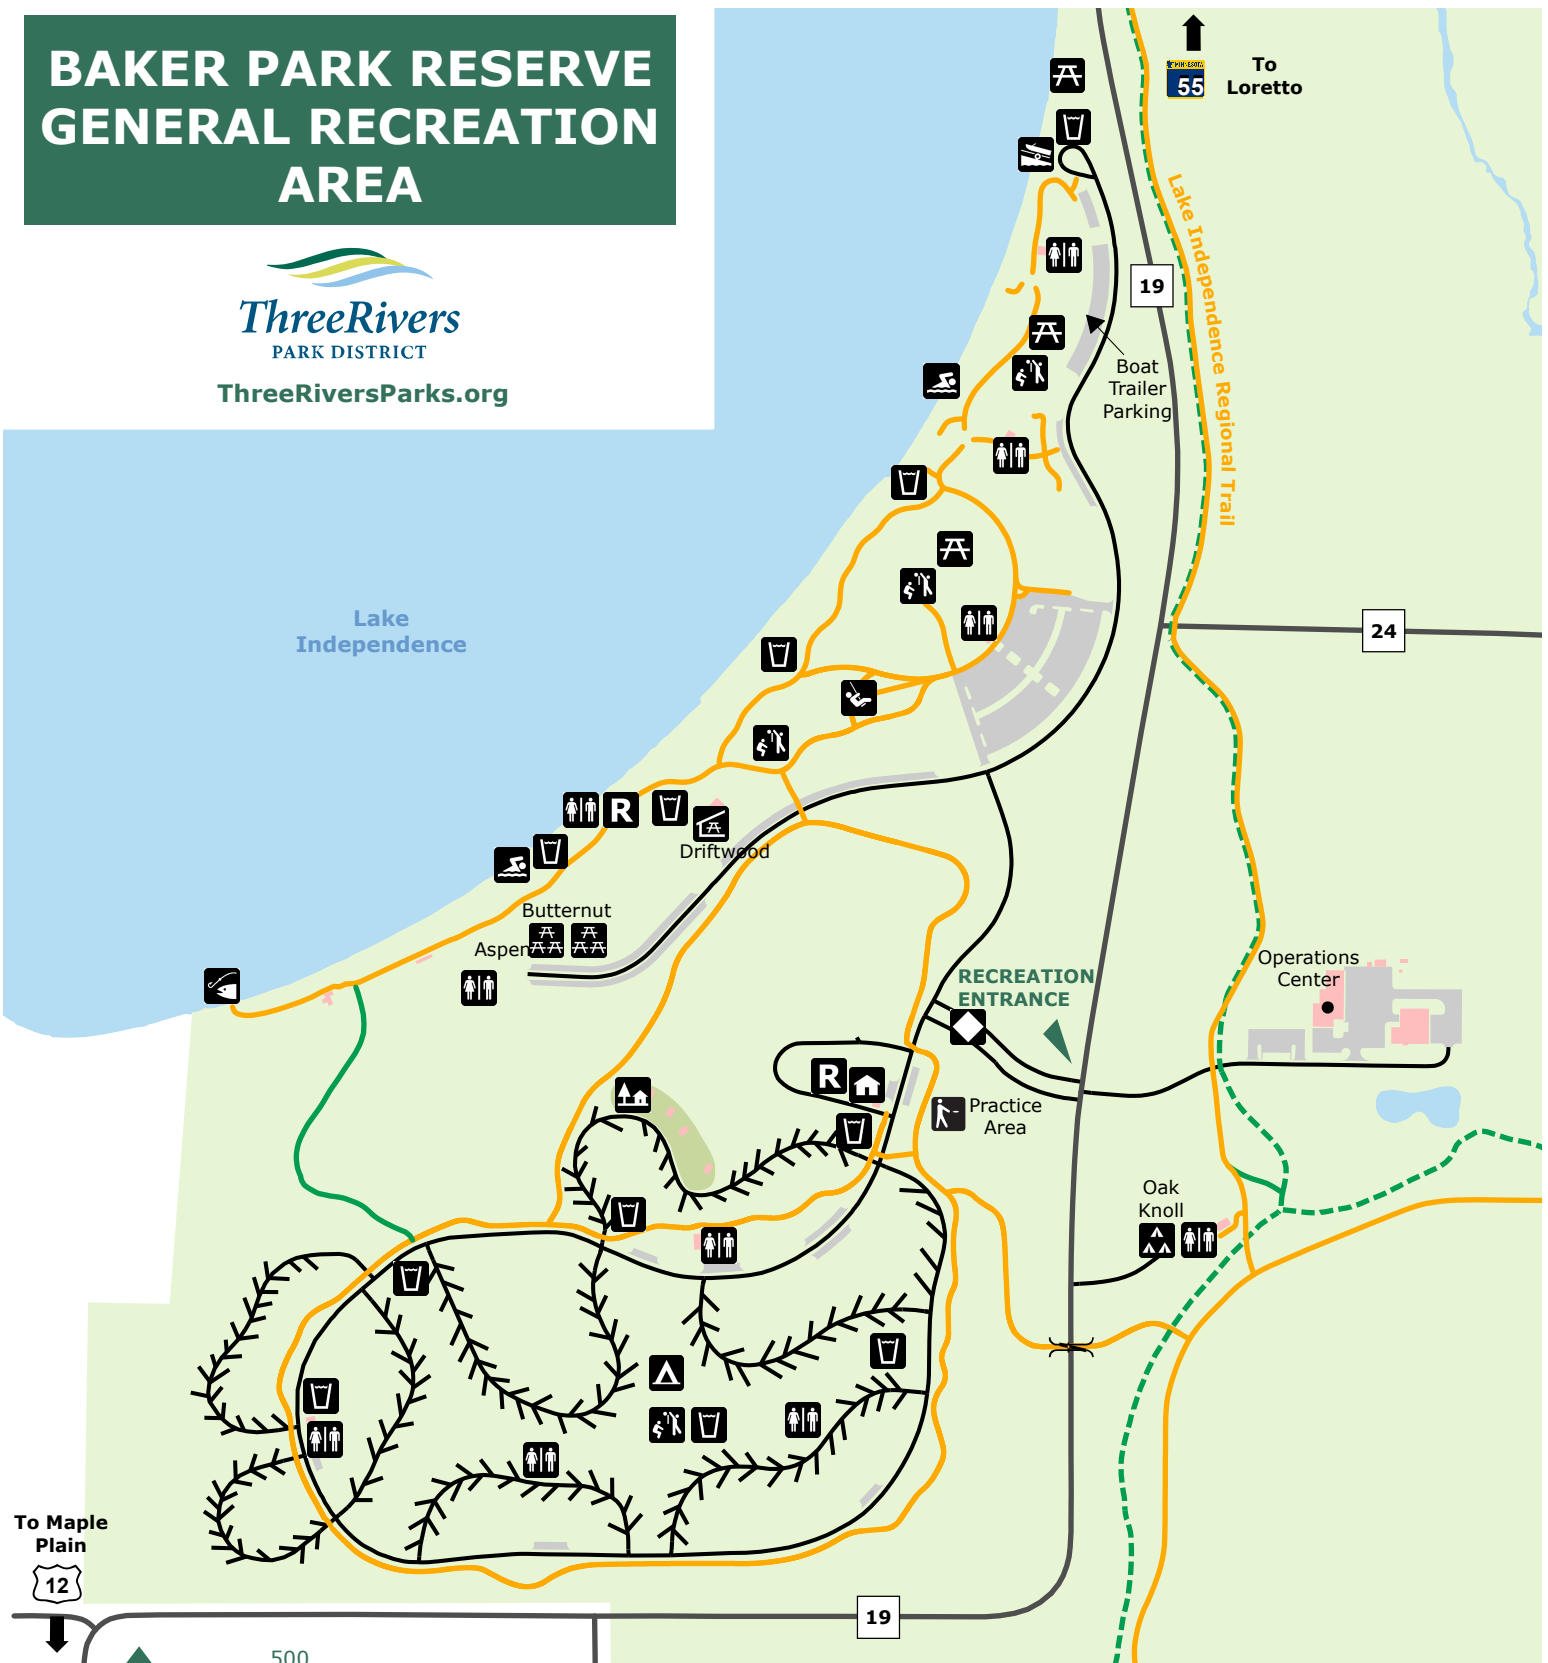 BAKER PARK RESERVE
GENERAL RECREATION
AREA
ThreeRivers
PARK DISTRICT
ThreeRiversParks.org
MINNESOTA
55
To
Loretto
Lake Independence Regional Trail
19
Boat
Trailer
Parking
Lake
Independence
24
R
Driftwood
Butternut
Aspen
RECREATION
ENTRANCE
Operations
Center
R
Practice
Area
Oak
Knoll
To Maple
Plain
12
19
500